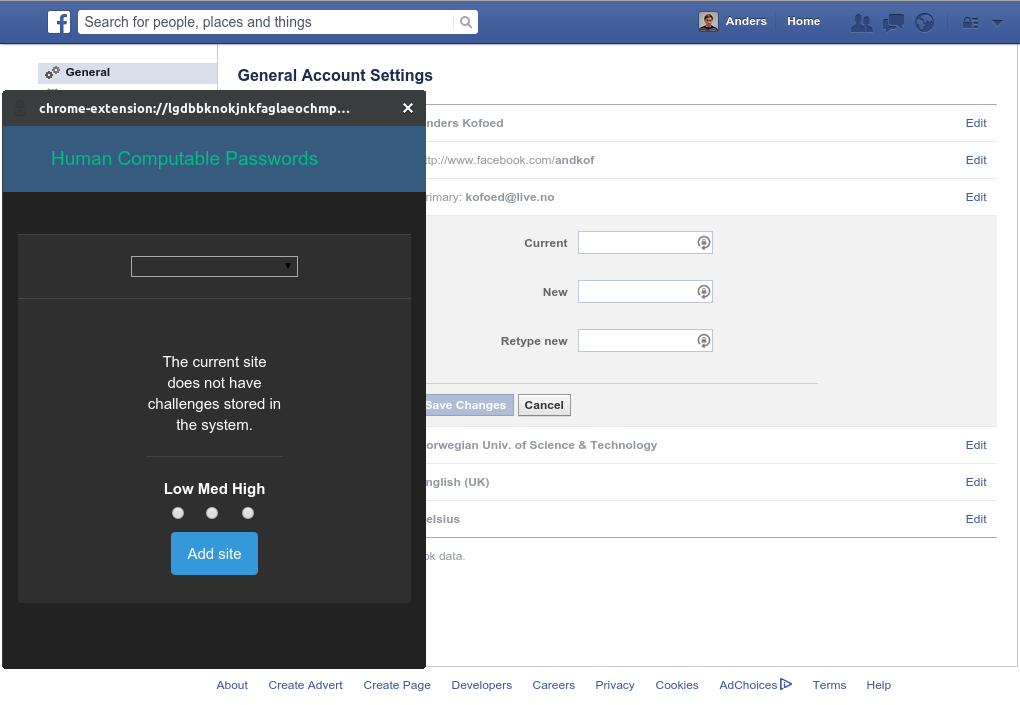 Search for people, places and things
Anders Home
General
General Account Settings
chrome-extension://lgdbbknokjnkfaglaeochmp...
Human Computable Passwords
nders Kofoed Edit
ttp://www.facebook.com/andkof Edit
rimary: kofoed@live.no Edit
Current
New
Retype new
Save Changes Cancel
The current site
does not have
challenges stored in
the system.
Low Med High
Add site
orwegian Univ. of Science & Technology Edit
nglish (UK) Edit
elsius Edit
ok data.
About Create Advert Create Page Developers Careers Privacy Cookies AdChoices Terms Help